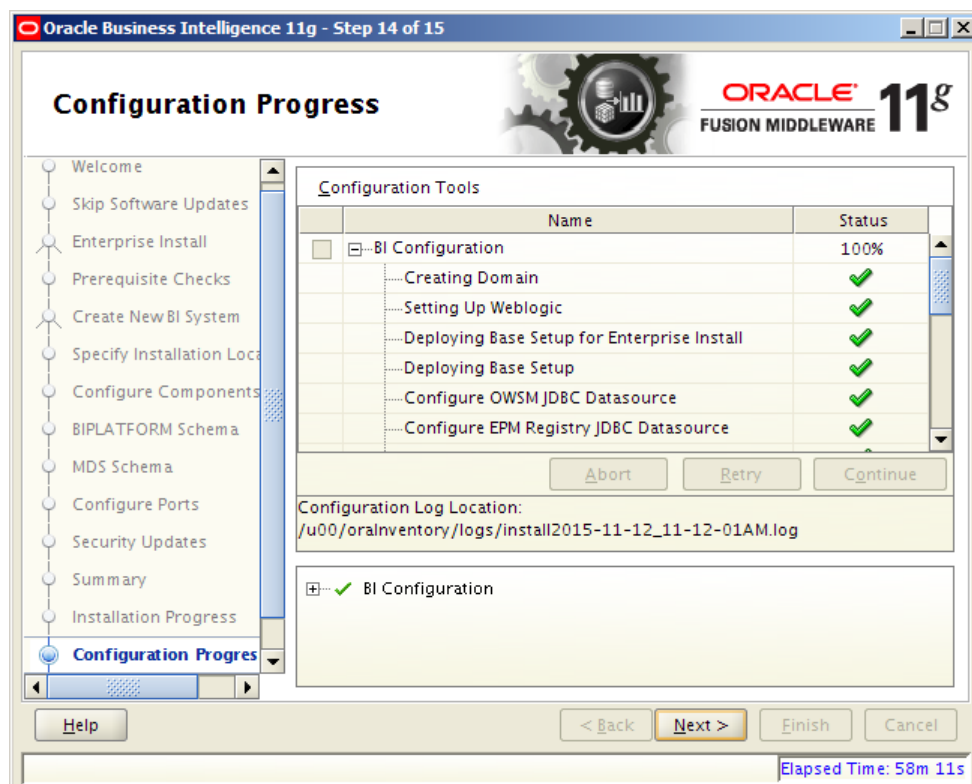 Oracle Business Intelligence 11g - Step 14 of 15
Configuration Progress
ORACLE
FUSION MIDDLEWARE
11g
Welcome
Skip Software Updates
Enterprise Install
Prerequisite Checks
Create New BI System
Specify Installation Loca
Configure Components
BIPLATFORM Schema
MDS Schema
Configure Ports
Security Updates
Summary
Installation Progress
Configuration Progres
Configuration Tools
Name Status
BI Configuration 100%
Creating Domain
Setting Up Weblogic
Deploying Base Setup for Enterprise Install
Deploying Base Setup
Configure OWSM JDBC Datasource
Configure EPM Registry JDBC Datasource
Abort Retry Continue
Configuration Log Location:
/u00/oraInventory/logs/install2015-11-12_11-12-01AM.log
BI Configuration
Help < Back Next > Finish Cancel
Elapsed Time: 58m 11s